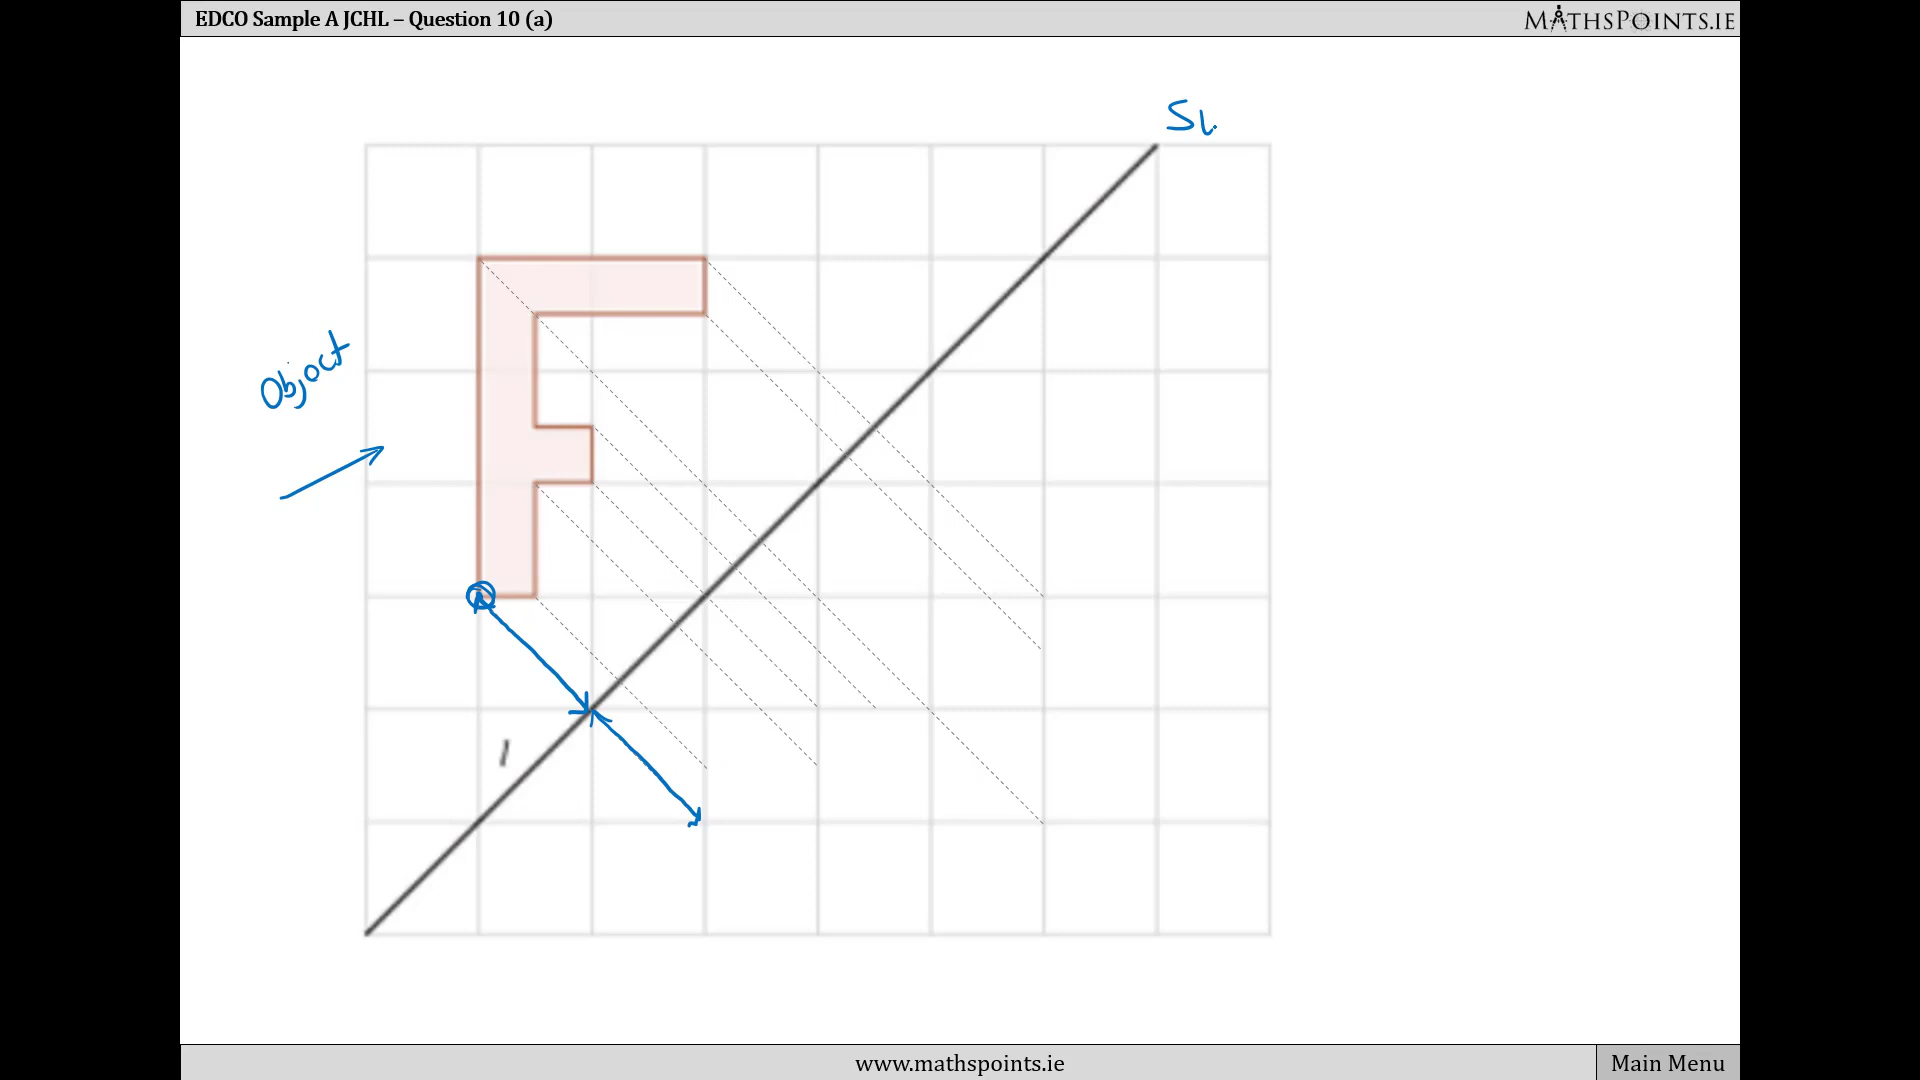 EDCO Sample A JCHL – Question 10 (a)
MATHSPOINTS.IE
SL.
Object
l
www.mathspoints.ie
Main Menu